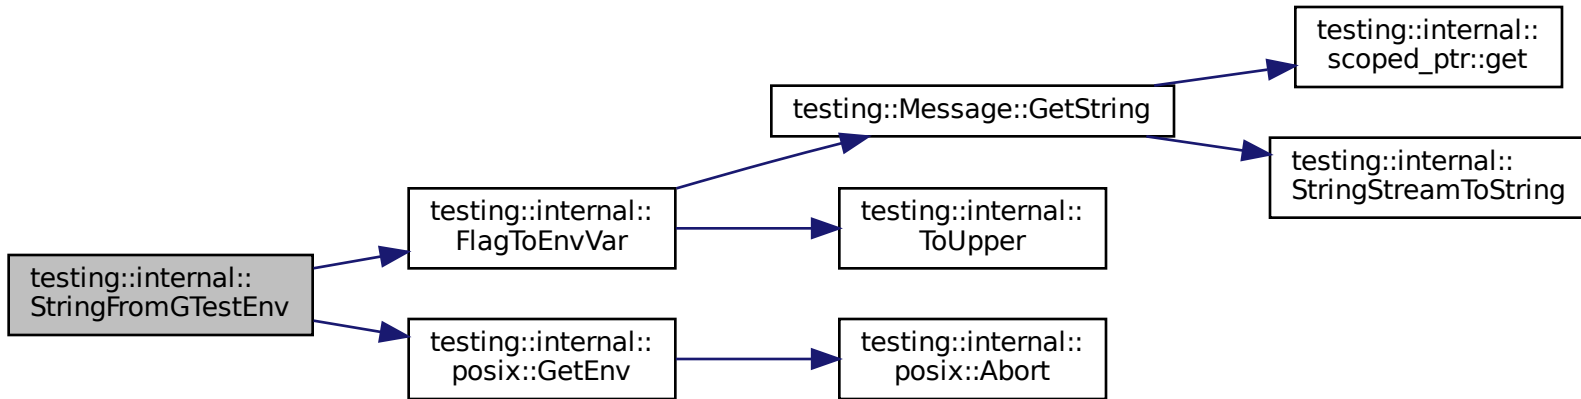 testing::internal::
scoped_ptr::get
testing::Message::GetString
testing::internal::
StringStreamToString
testing::internal::
FlagToEnvVar
testing::internal::
ToUpper
testing::internal::
StringFromGTestEnv
testing::internal::
posix::GetEnv
testing::internal::
posix::Abort